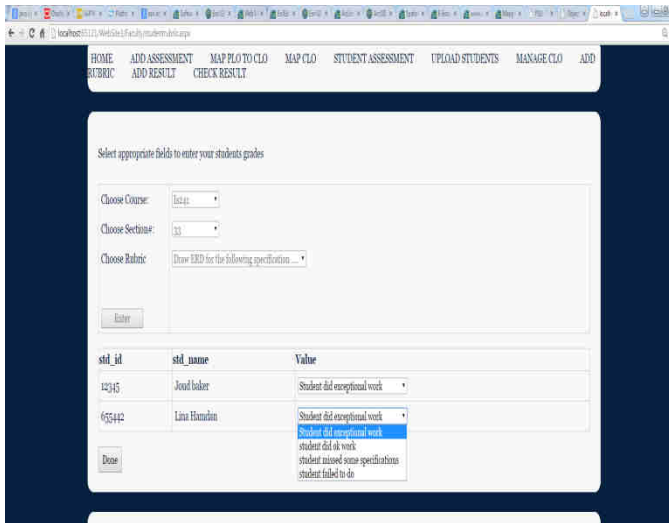 localhost
HOME ADD ASSESSMENT MAP PLO TO CLO MAP CLO STUDENT ASSESSMENT UPLOAD STUDENTS MANAGE CLO ADD
RUBRIC ADD RESULT CHECK RESULT
Select appropriate fields to enter your students grades
Choose Course: Is241
Choose Section#: 33
Choose Rubric Draw ERD for the following specification ....
Enter
std_id std_name Value
12345 Joud baker Student did exceptional work
655442 Lina Hamdan Student did exceptional work
Student did exceptional work
student did ok work
student missed some specifications
student failed to do
Done